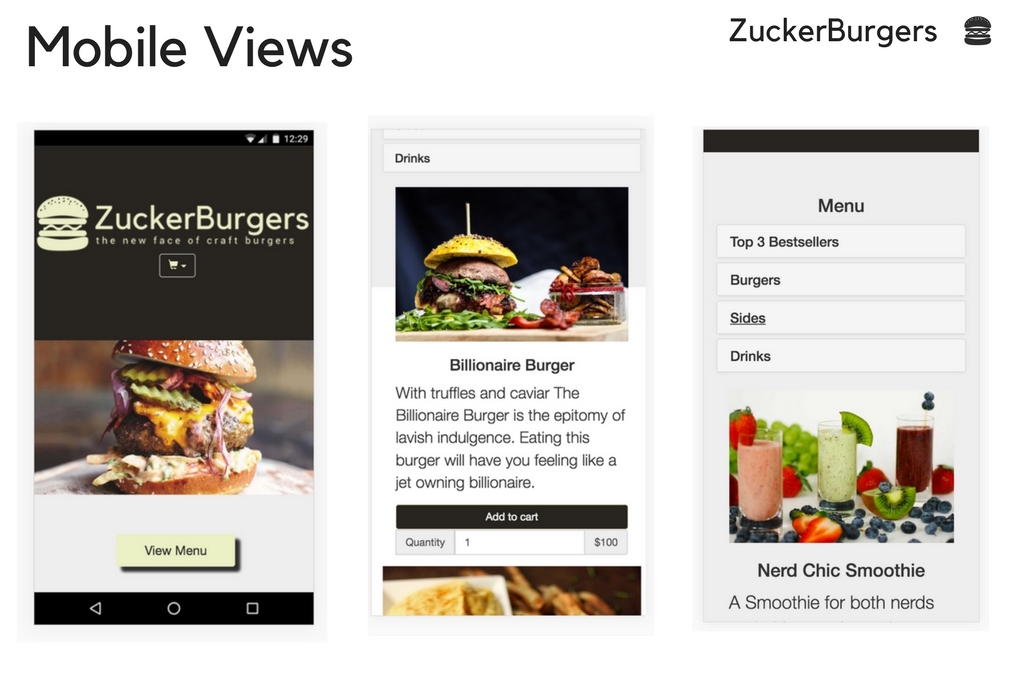 Mobile Views
ZuckerBurgers
12:29
ZuckerBurgers
the new face of craft burgers
View Menu
Drinks
Billionaire Burger
With truffles and caviar The
Billionaire Burger is the epitomy of
lavish indulgence. Eating this
burger will have you feeling like a
jet owning billionaire.
Add to cart
Quantity 1 $100
Menu
Top 3 Bestsellers
Burgers
Sides
Drinks
Nerd Chic Smoothie
A Smoothie for both nerds